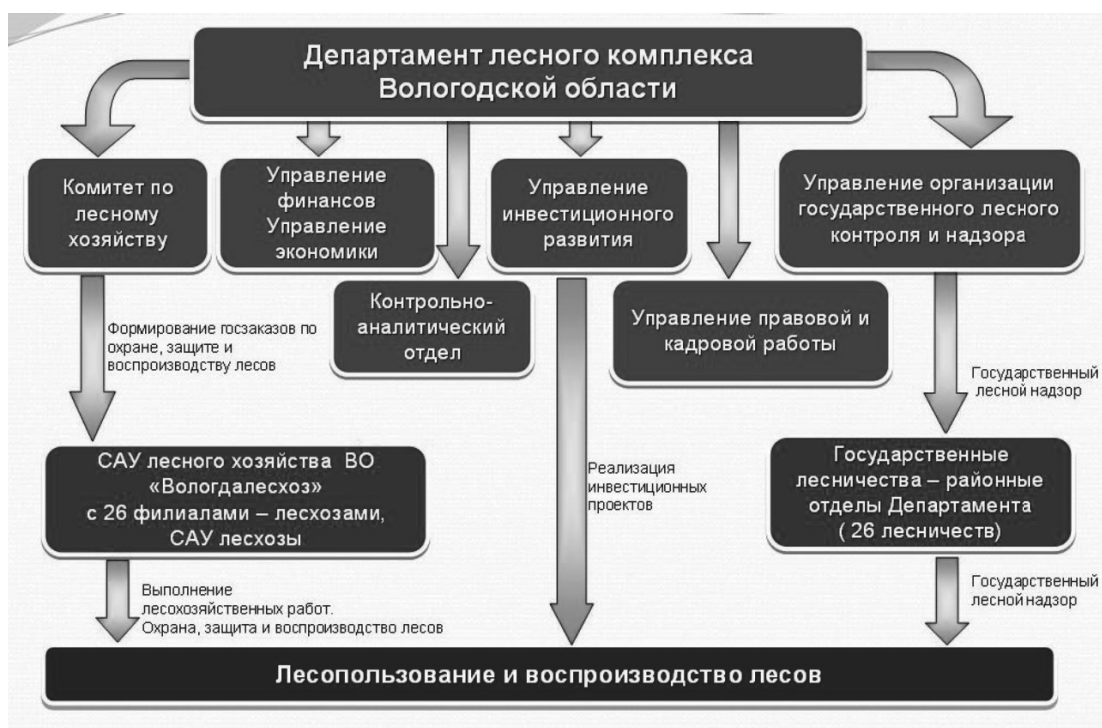 Департамент лесного комплекса
Вологодской области
Комитет по
лесному
хозяйству
Управление
финансов
Управление
экономики
Управление
инвестиционного
развития
Управление организации
государственного лесного
контроля и надзора
Контрольно-
аналитический
отдел
Управление правовой и
кадровой работы
Формирование госзаказов по
охране, защите и
воспроизводству лесов
Государственный
лесной надзор
САУ лесного хозяйства ВО
«Вологдалесхоз»
с 26 филиалами – лесхозами,
САУ лесхозы
Реализация
инвестиционных
проектов
Государственные
лесничества – районные
отделы Департамента
( 26 лесничеств)
Выполнение
лесохозяйственных работ.
Охрана, защита и воспроизводство лесов
Государственный
лесной надзор
Лесопользование и воспроизводство лесов